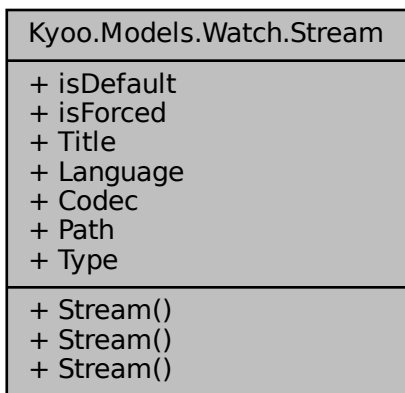 Kyoo.Models.Watch.Stream
+ isDefault
+ isForced
+ Title
+ Language
+ Codec
+ Path
+ Type
+ Stream()
+ Stream()
+ Stream()